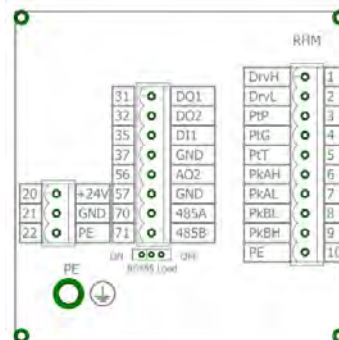 RHM
DrvH 1
DrvL 2
PtP 3
PtG 4
PtT 5
PkAH 6
PkAL 7
PkBL 8
PkBH 9
PE 10
31 DO1
32 DO2
35 DI1
37 GND
56 AO2
57 GND
70 485A
71 485B
20 +24V
21 GND
22 PE
ON OFF
RS485 Load
PE